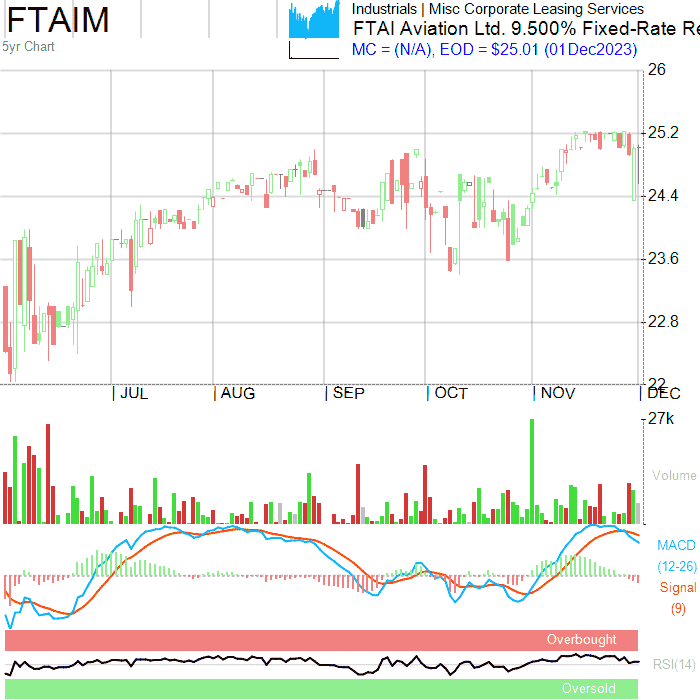 FTAIM
5yr Chart
Industrials | Misc Corporate Leasing Services
FTAI Aviation Ltd. 9.500% Fixed-Rate Re
MC = (N/A), EOD = $25.01 (01Dec2023)
26
25.2
24.4
23.6
22.8
22
JUL
AUG
SEP
OCT
NOV
DEC
27k
Volume
MACD
(12-26)
Signal
(9)
Overbought
RSI(14)
Oversold